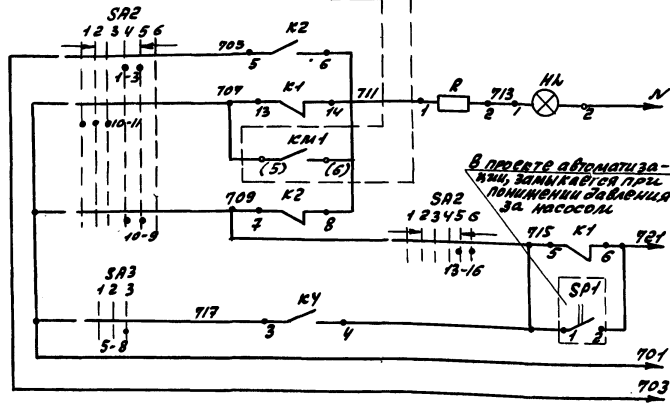 SA2
1 2 3 4 5 6
703
K2
5
6
1-3
707
K1
711
R
713
HL
N
13
14
1
2
1
2
10-11
KM1
(5)
(6)
В проекте автоматиза-
ции, замыкается при
понижении давления
за насосом
709
K2
7
8
10-9
SA2
1 2 3 4 5 6
13-16
715
K1
5
6
721
SA3
1 2 3
5-8
717
КУ
3
4
SP1
1
2
701
703